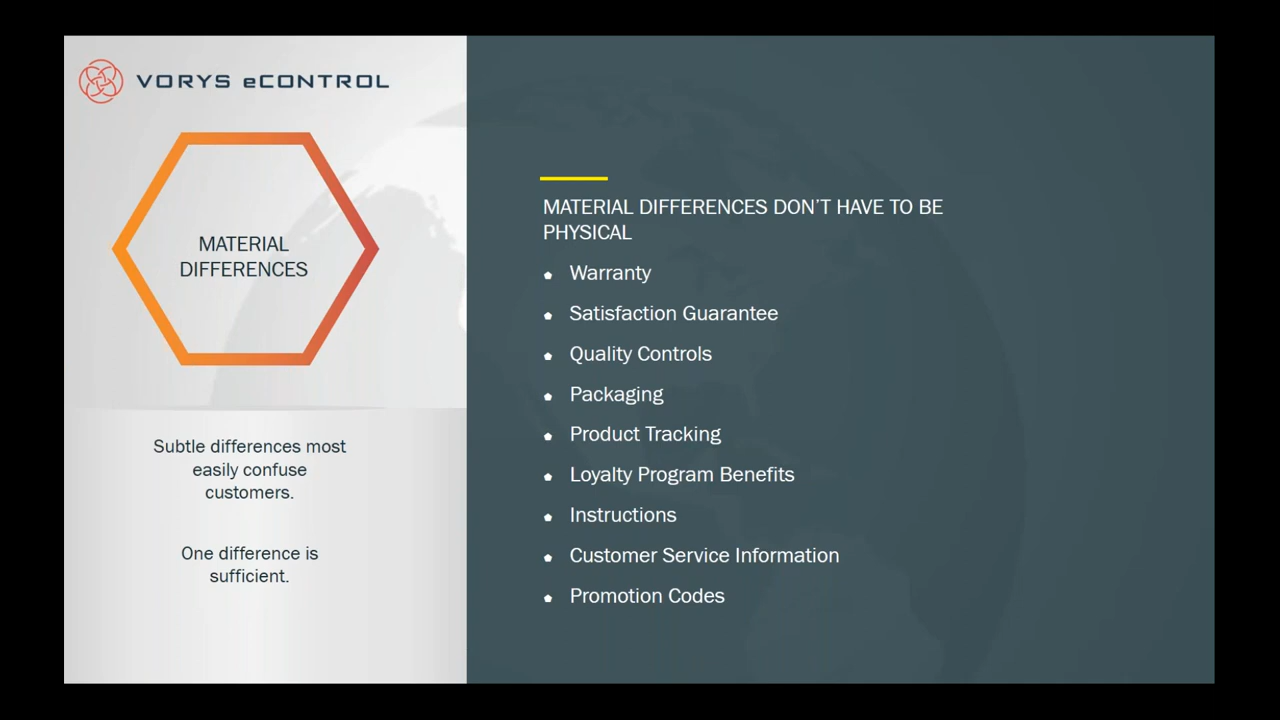 VORYS eCONTROL
MATERIAL
DIFFERENCES
Subtle differences most
easily confuse
customers.
One difference is
sufficient.
MATERIAL DIFFERENCES DON'T HAVE TO BE
PHYSICAL
Warranty
Satisfaction Guarantee
Quality Controls
Packaging
Product Tracking
Loyalty Program Benefits
Instructions
Customer Service Information
Promotion Codes